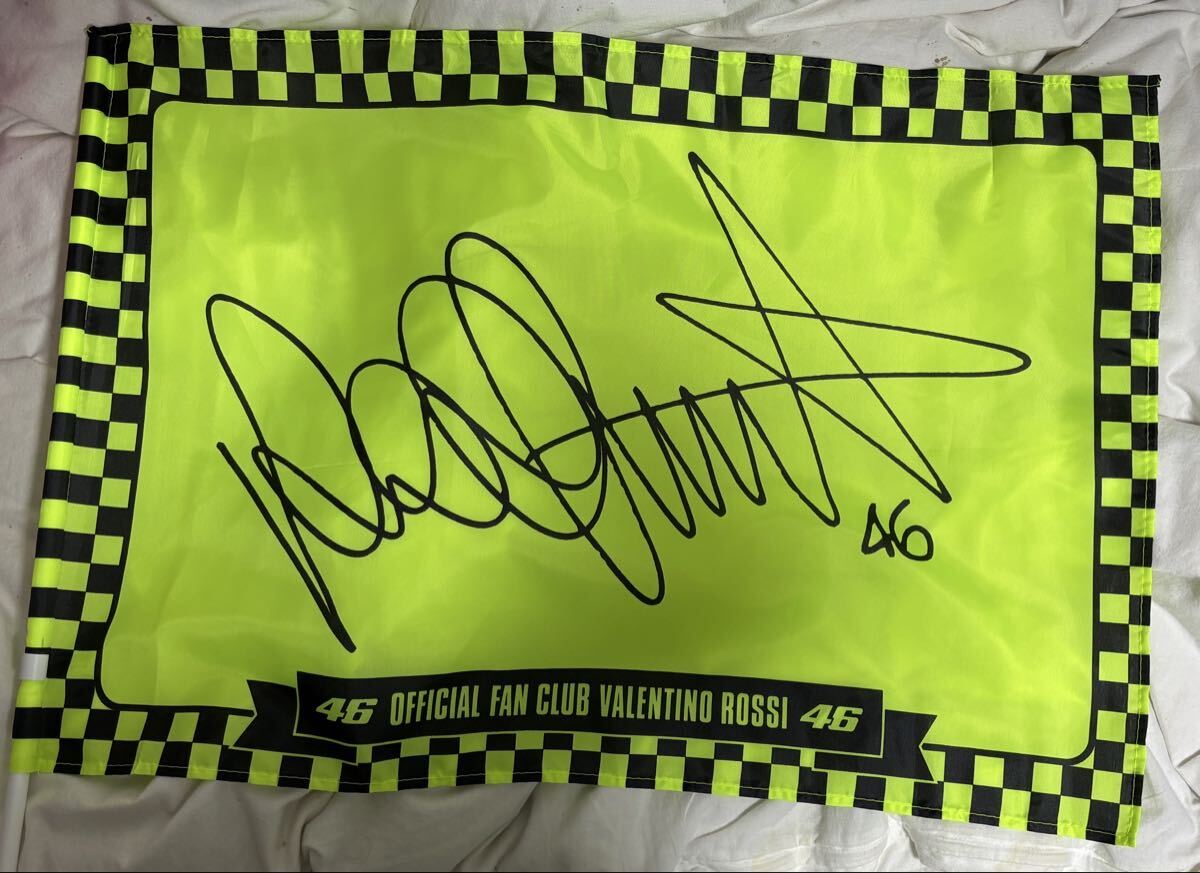 46
46 OFFICIAL FAN CLUB VALENTINO ROSSI 46